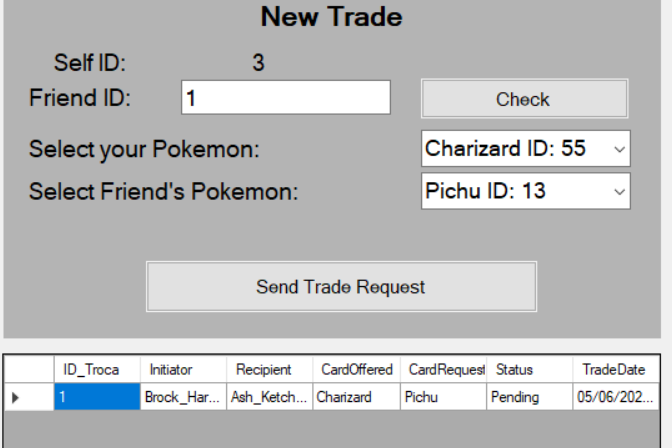 New Trade
Self ID: 3
Friend ID: 1 Check
Select your Pokemon: Charizard ID: 55
Select Friend's Pokemon: Pichu ID: 13
Send Trade Request
ID_Troca Initiator Recipient CardOffered CardRequest Status TradeDate
1 Brock_Har... Ash_Ketch... Charizard Pichu Pending 05/06/202...